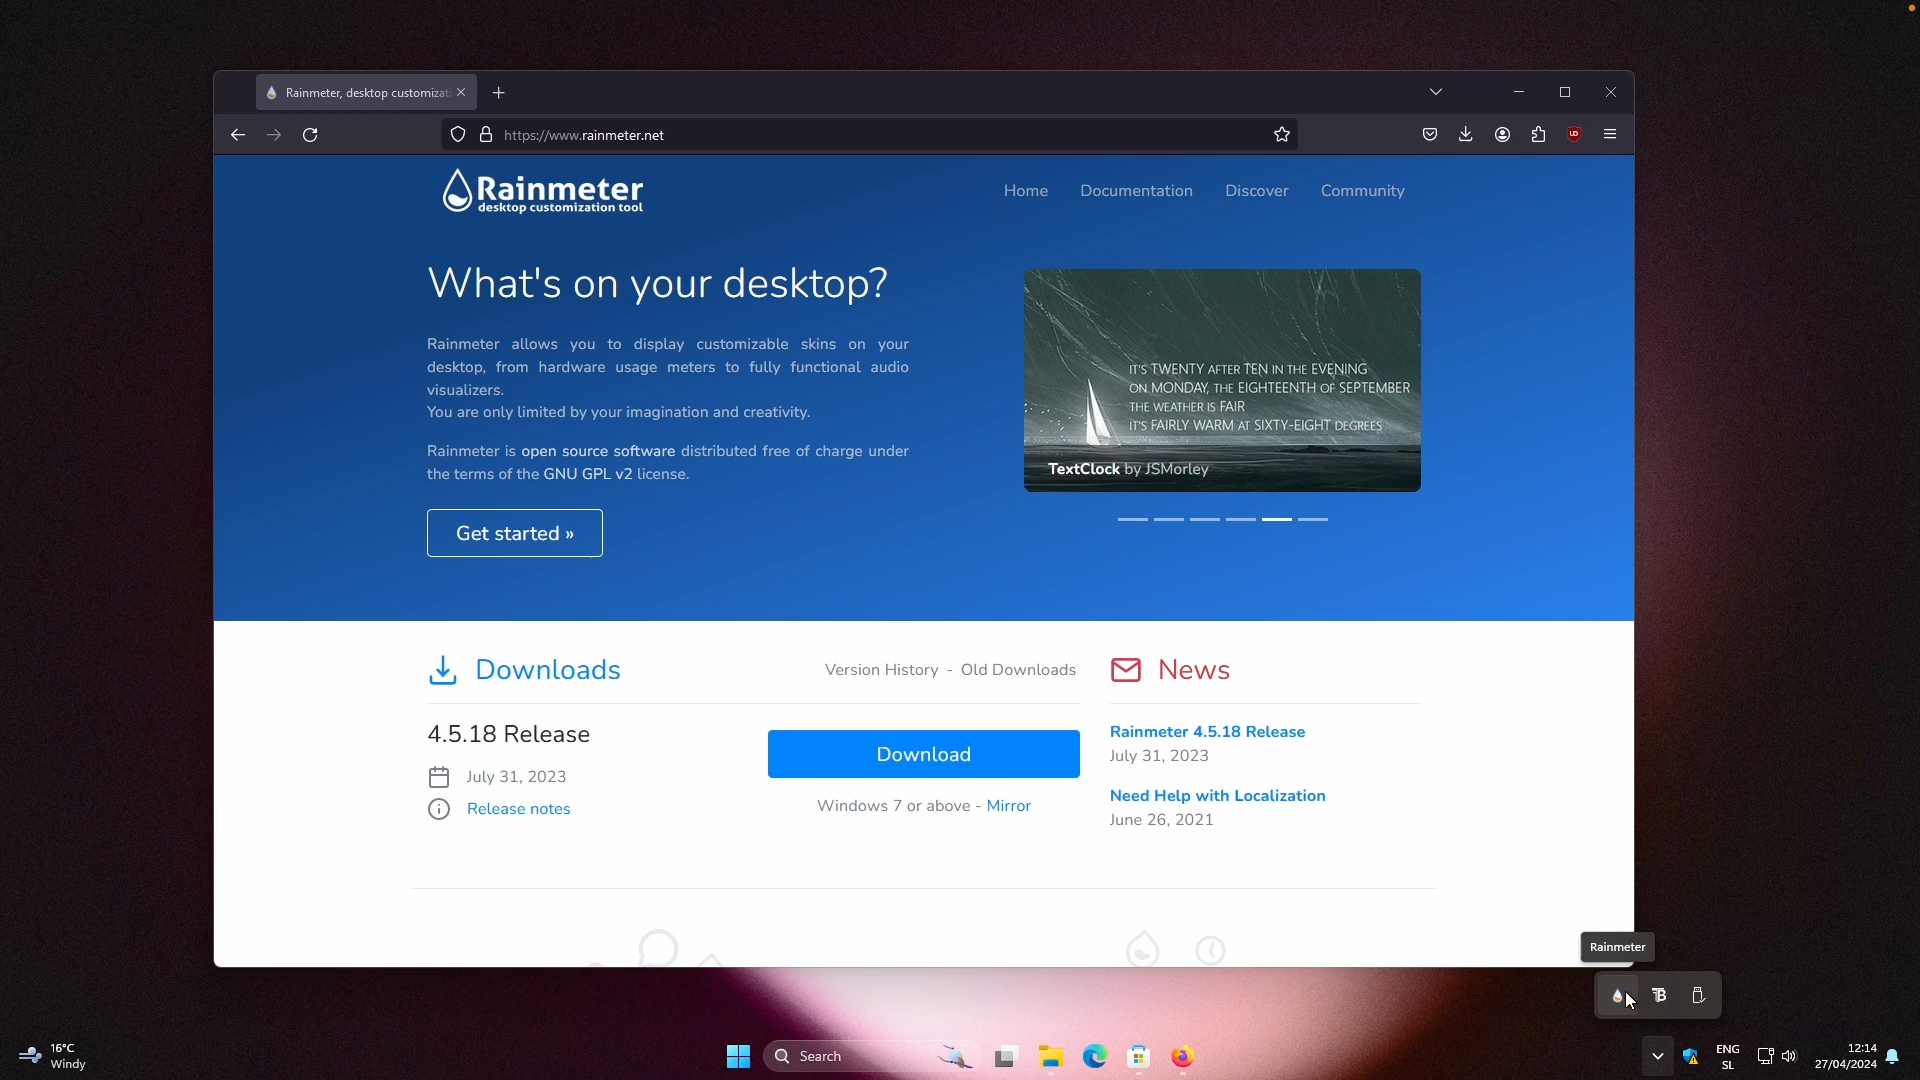 Rainmeter, desktop customizati
https://www.rainmeter.net
Rainmeter
desktop customization tool
Home
Documentation
Discover
Community
What's on your desktop?
Rainmeter allows you to display customizable skins on your
desktop, from hardware usage meters to fully functional audio
visualizers.
You are only limited by your imagination and creativity.
Rainmeter is open source software distributed free of charge under
the terms of the GNU GPL v2 license.
Get started »
IT'S TWENTY AFTER TEN IN THE EVENING
ON MONDAY, THE EIGHTEENTH OF SEPTEMBER
THE WEATHER IS FAIR
IT'S FAIRLY WARM AT SIXTY-EIGHT DEGREES
TextClock by JSMorley
Downloads
Version History - Old Downloads
4.5.18 Release
July 31, 2023
Release notes
Download
Windows 7 or above - Mirror
News
Rainmeter 4.5.18 Release
July 31, 2023
Need Help with Localization
June 26, 2021
Rainmeter
TB
16°C
Windy
Search
ENG
SL
12:14
27/04/2024